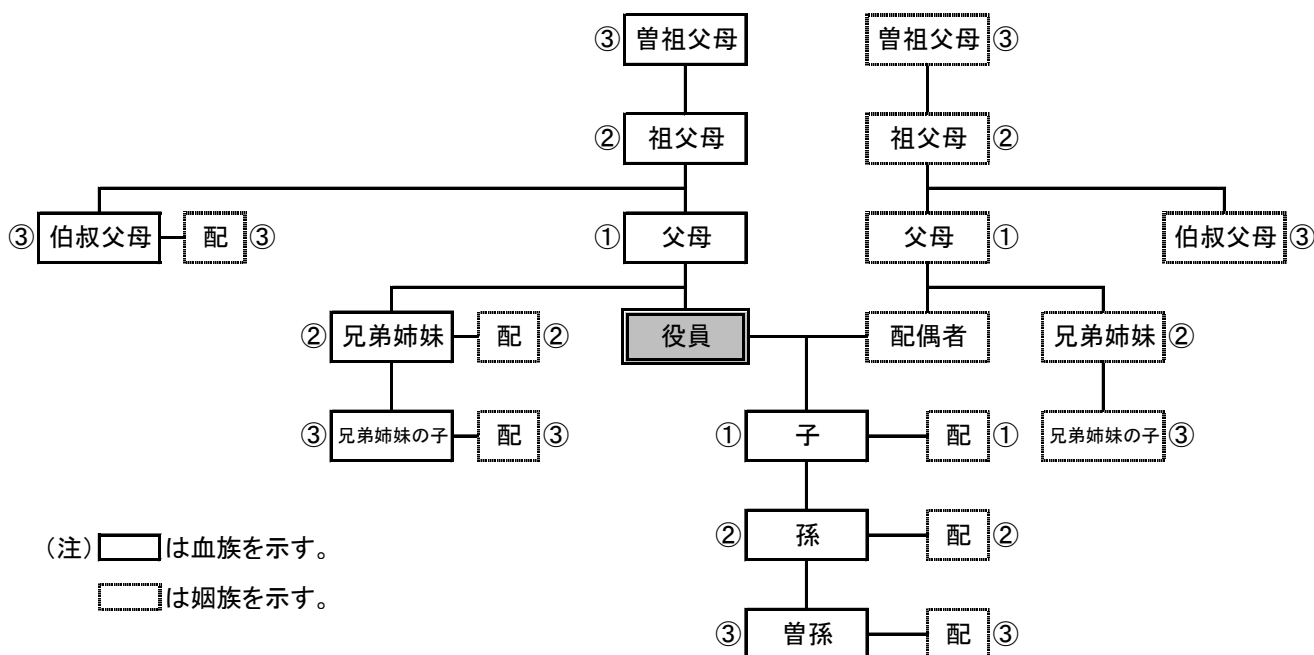 ③ 曽祖父母 曽祖父母 ③
② 祖父母 祖父母 ②
③ 伯叔父母 配 ③ ① 父母 父母 ① 伯叔父母 ③
② 兄弟姉妹 配 ② 役員 配偶者 兄弟姉妹 ②
③ 兄弟姉妹の子 配 ③ ① 子 配 ① 兄弟姉妹の子 ③
② 孫 配 ②
(注) は血族を示す。
は姻族を示す。
③ 曽孫 配 ③